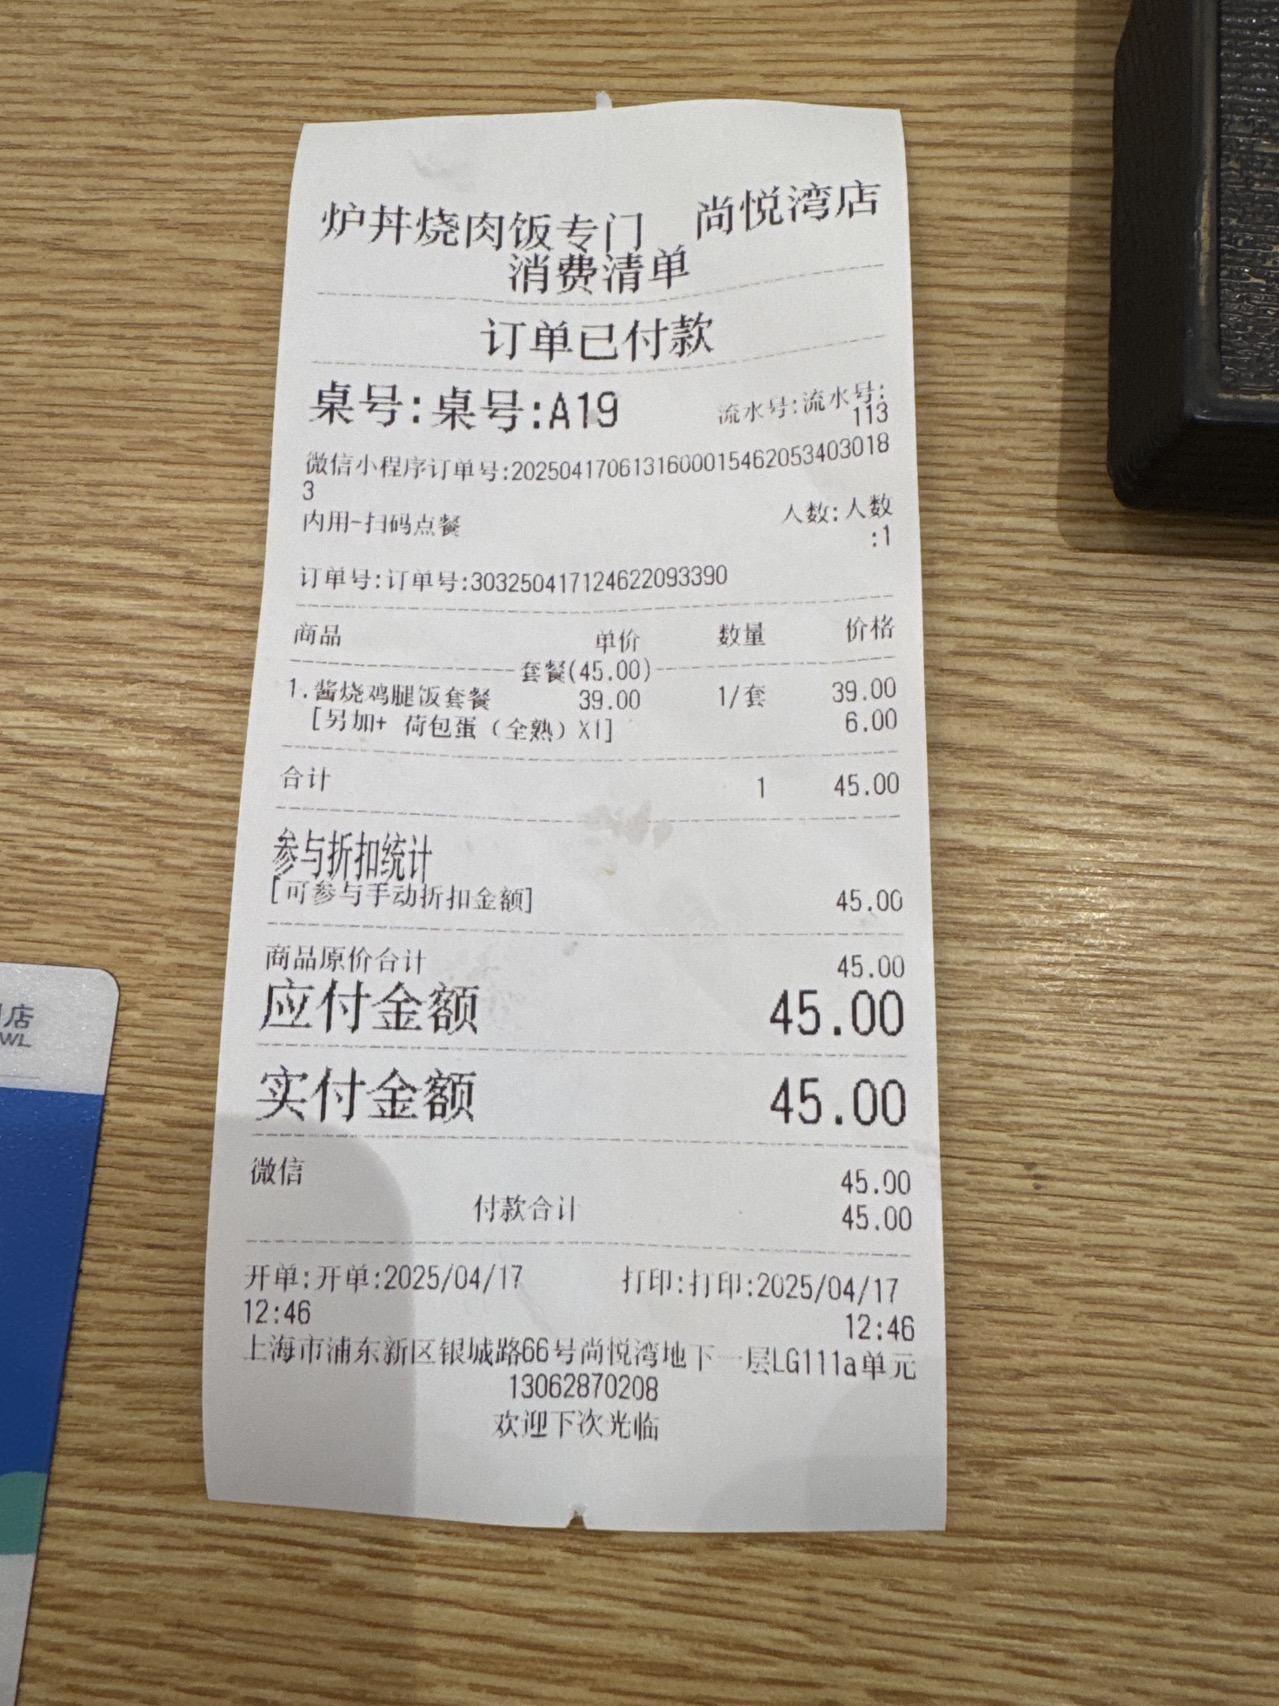 炉丼烧肉饭专门 尚悦湾店
消费清单
订单已付款
桌号:桌号:A19 流水号:流水号:
113
微信小程序订单号:2025041706131600015462053403018
3
内用-扫码点餐 人数:人数
:1
订单号:订单号:303250417124622093390
商品 单价 数量 价格
套餐(45.00)
1.酱烧鸡腿饭套餐 39.00 1/套 39.00
[另加+ 荷包蛋（全熟）X1] 6.00
合计 1 45.00
参与折扣统计
[可参与手动折扣金额] 45.00
商品原价合计 45.00
应付金额 45.00
实付金额 45.00
微信 45.00
付款合计 45.00
开单:开单:2025/04/17 打印:打印:2025/04/17
12:46 12:46
上海市浦东新区银城路66号尚悦湾地下一层LG111a单元
13062870208
欢迎下次光临
店
WL